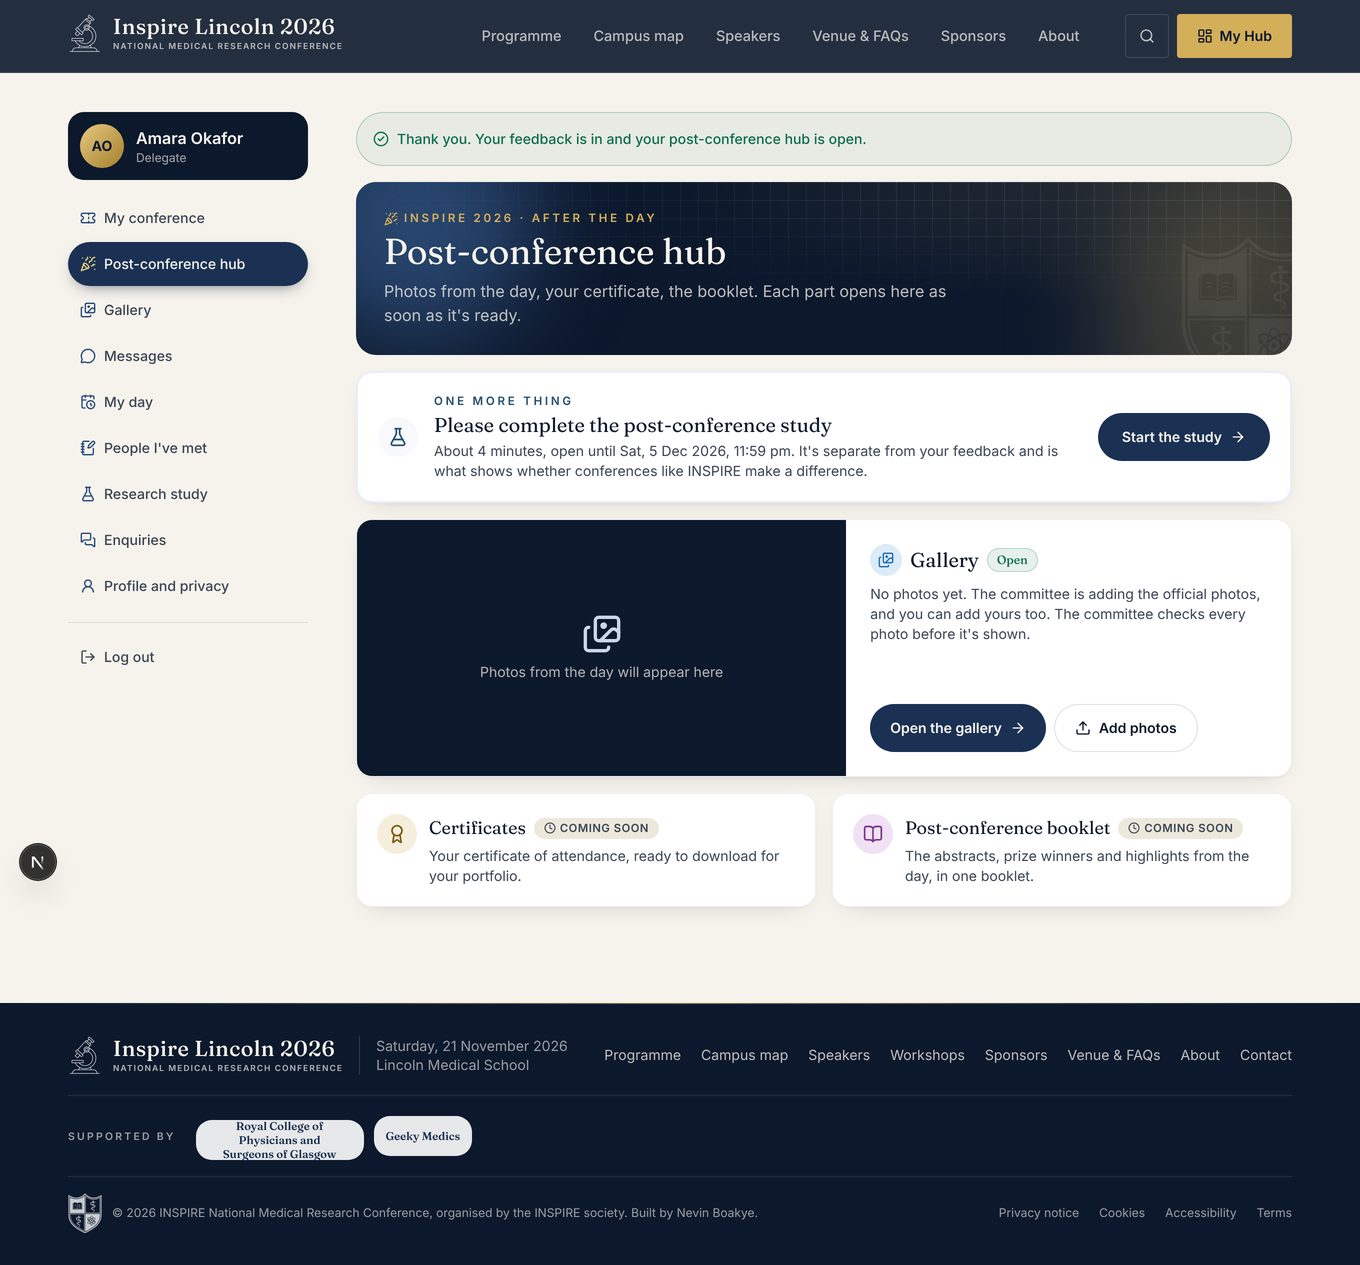 Inspire Lincoln 2026
NATIONAL MEDICAL RESEARCH CONFERENCE
Programme
Campus map
Speakers
Venue & FAQs
Sponsors
About
My Hub
AO
Amara Okafor
Delegate
My conference
Post-conference hub
Gallery
Messages
My day
People I've met
Research study
Enquiries
Profile and privacy
Log out
Thank you. Your feedback is in and your post-conference hub is open.
INSPIRE 2026 · AFTER THE DAY
Post-conference hub
Photos from the day, your certificate, the booklet. Each part opens here as
soon as it's ready.
ONE MORE THING
Please complete the post-conference study
About 4 minutes, open until Sat, 5 Dec 2026, 11:59 pm. It's separate from your feedback and is
what shows whether conferences like INSPIRE make a difference.
Start the study
Photos from the day will appear here
Gallery
Open
No photos yet. The committee is adding the official photos,
and you can add yours too. The committee checks every
photo before it's shown.
Open the gallery
Add photos
Certificates
COMING SOON
Your certificate of attendance, ready to download for
your portfolio.
Post-conference booklet
COMING SOON
The abstracts, prize winners and highlights from the
day, in one booklet.
N
Inspire Lincoln 2026
NATIONAL MEDICAL RESEARCH CONFERENCE
Saturday, 21 November 2026
Lincoln Medical School
Programme
Campus map
Speakers
Workshops
Sponsors
Venue & FAQs
About
Contact
SUPPORTED BY
Royal College of
Physicians and
Surgeons of Glasgow
Geeky Medics
© 2026 INSPIRE National Medical Research Conference, organised by the INSPIRE society. Built by Nevin Boakye.
Privacy notice
Cookies
Accessibility
Terms